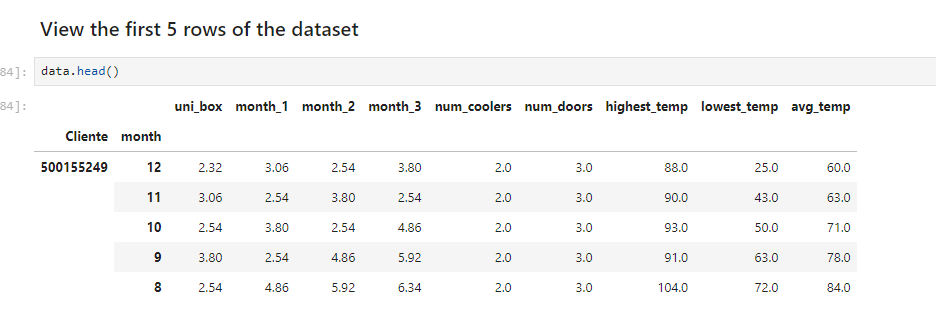 View the first 5 rows of the dataset
84]: data.head()
84]: uni_box month_1 month_2 month_3 num_coolers num_doors highest_temp lowest_temp avg_temp
Cliente month
500155249 12 2.32 3.06 2.54 3.80 2.0 3.0 88.0 25.0 60.0
11 3.06 2.54 3.80 2.54 2.0 3.0 90.0 43.0 63.0
10 2.54 3.80 2.54 4.86 2.0 3.0 93.0 50.0 71.0
9 3.80 2.54 4.86 5.92 2.0 3.0 91.0 63.0 78.0
8 2.54 4.86 5.92 6.34 2.0 3.0 104.0 72.0 84.0